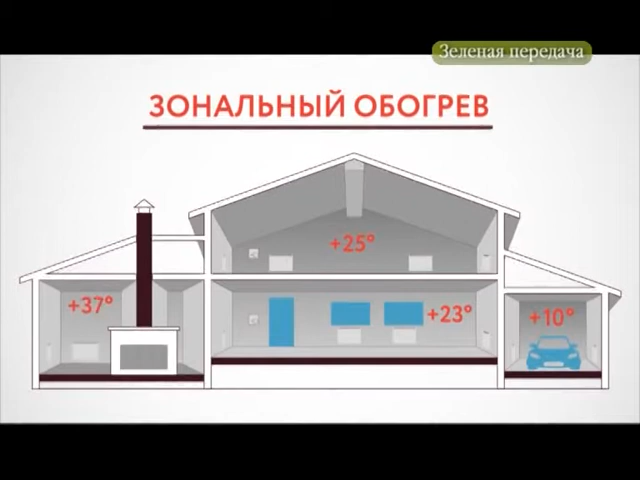 Зеленая передача
ЗОНАЛЬНЫЙ ОБОГРЕВ
+25°
+37°
+23°
+10°